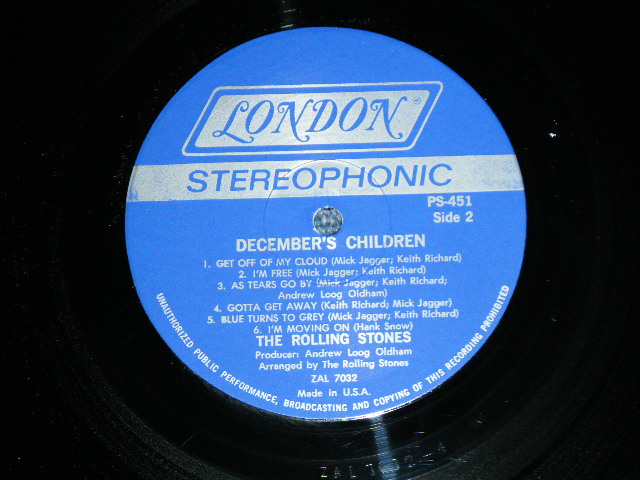 LONDON ®
STEREOPHONIC
PS-451
Side 2
DECEMBER'S CHILDREN
1. GET OFF OF MY CLOUD (Mick Jagger; Keith Richard)
2. I'M FREE (Mick Jagger; Keith Richard)
3. AS TEARS GO BY (Mick Jagger; Keith Richard;
Andrew Loog Oldham)
4. GOTTA GET AWAY (Keith Richard; Mick Jagger)
5. BLUE TURNS TO GREY (Mick Jagger; Keith Richard)
6. I'M MOVING ON (Hank Snow)
THE ROLLING STONES
Producer: Andrew Loog Oldham
Arranged by The Rolling Stones
ZAL 7032
Made in U.S.A.
UNAUTHORIZED PUBLIC PERFORMANCE, BROADCASTING AND COPYING OF THIS RECORDING PROHIBITED